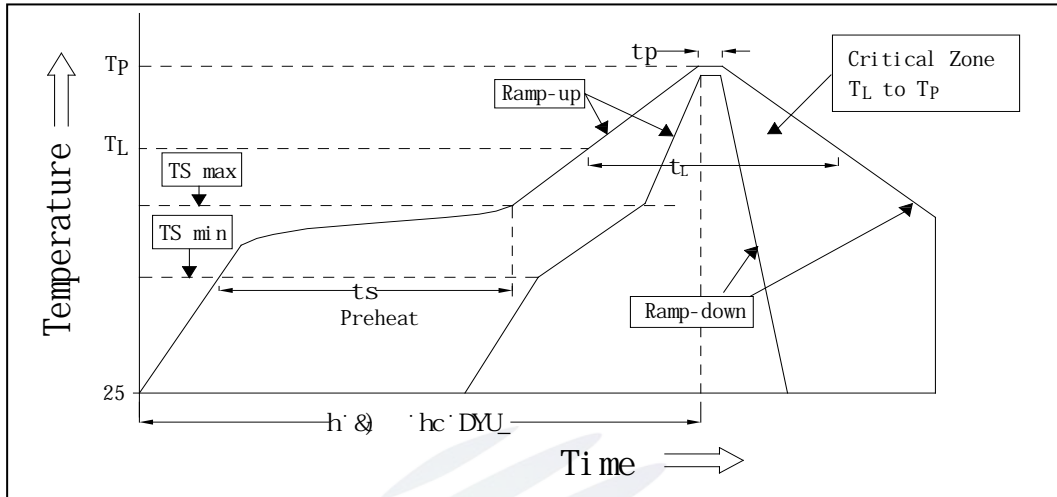 tp
Critical Zone
TL to TP
TP
Ramp-up
TL
TS max
tL
TS min
ts
Preheat
Ramp-down
Temperature
25
Time